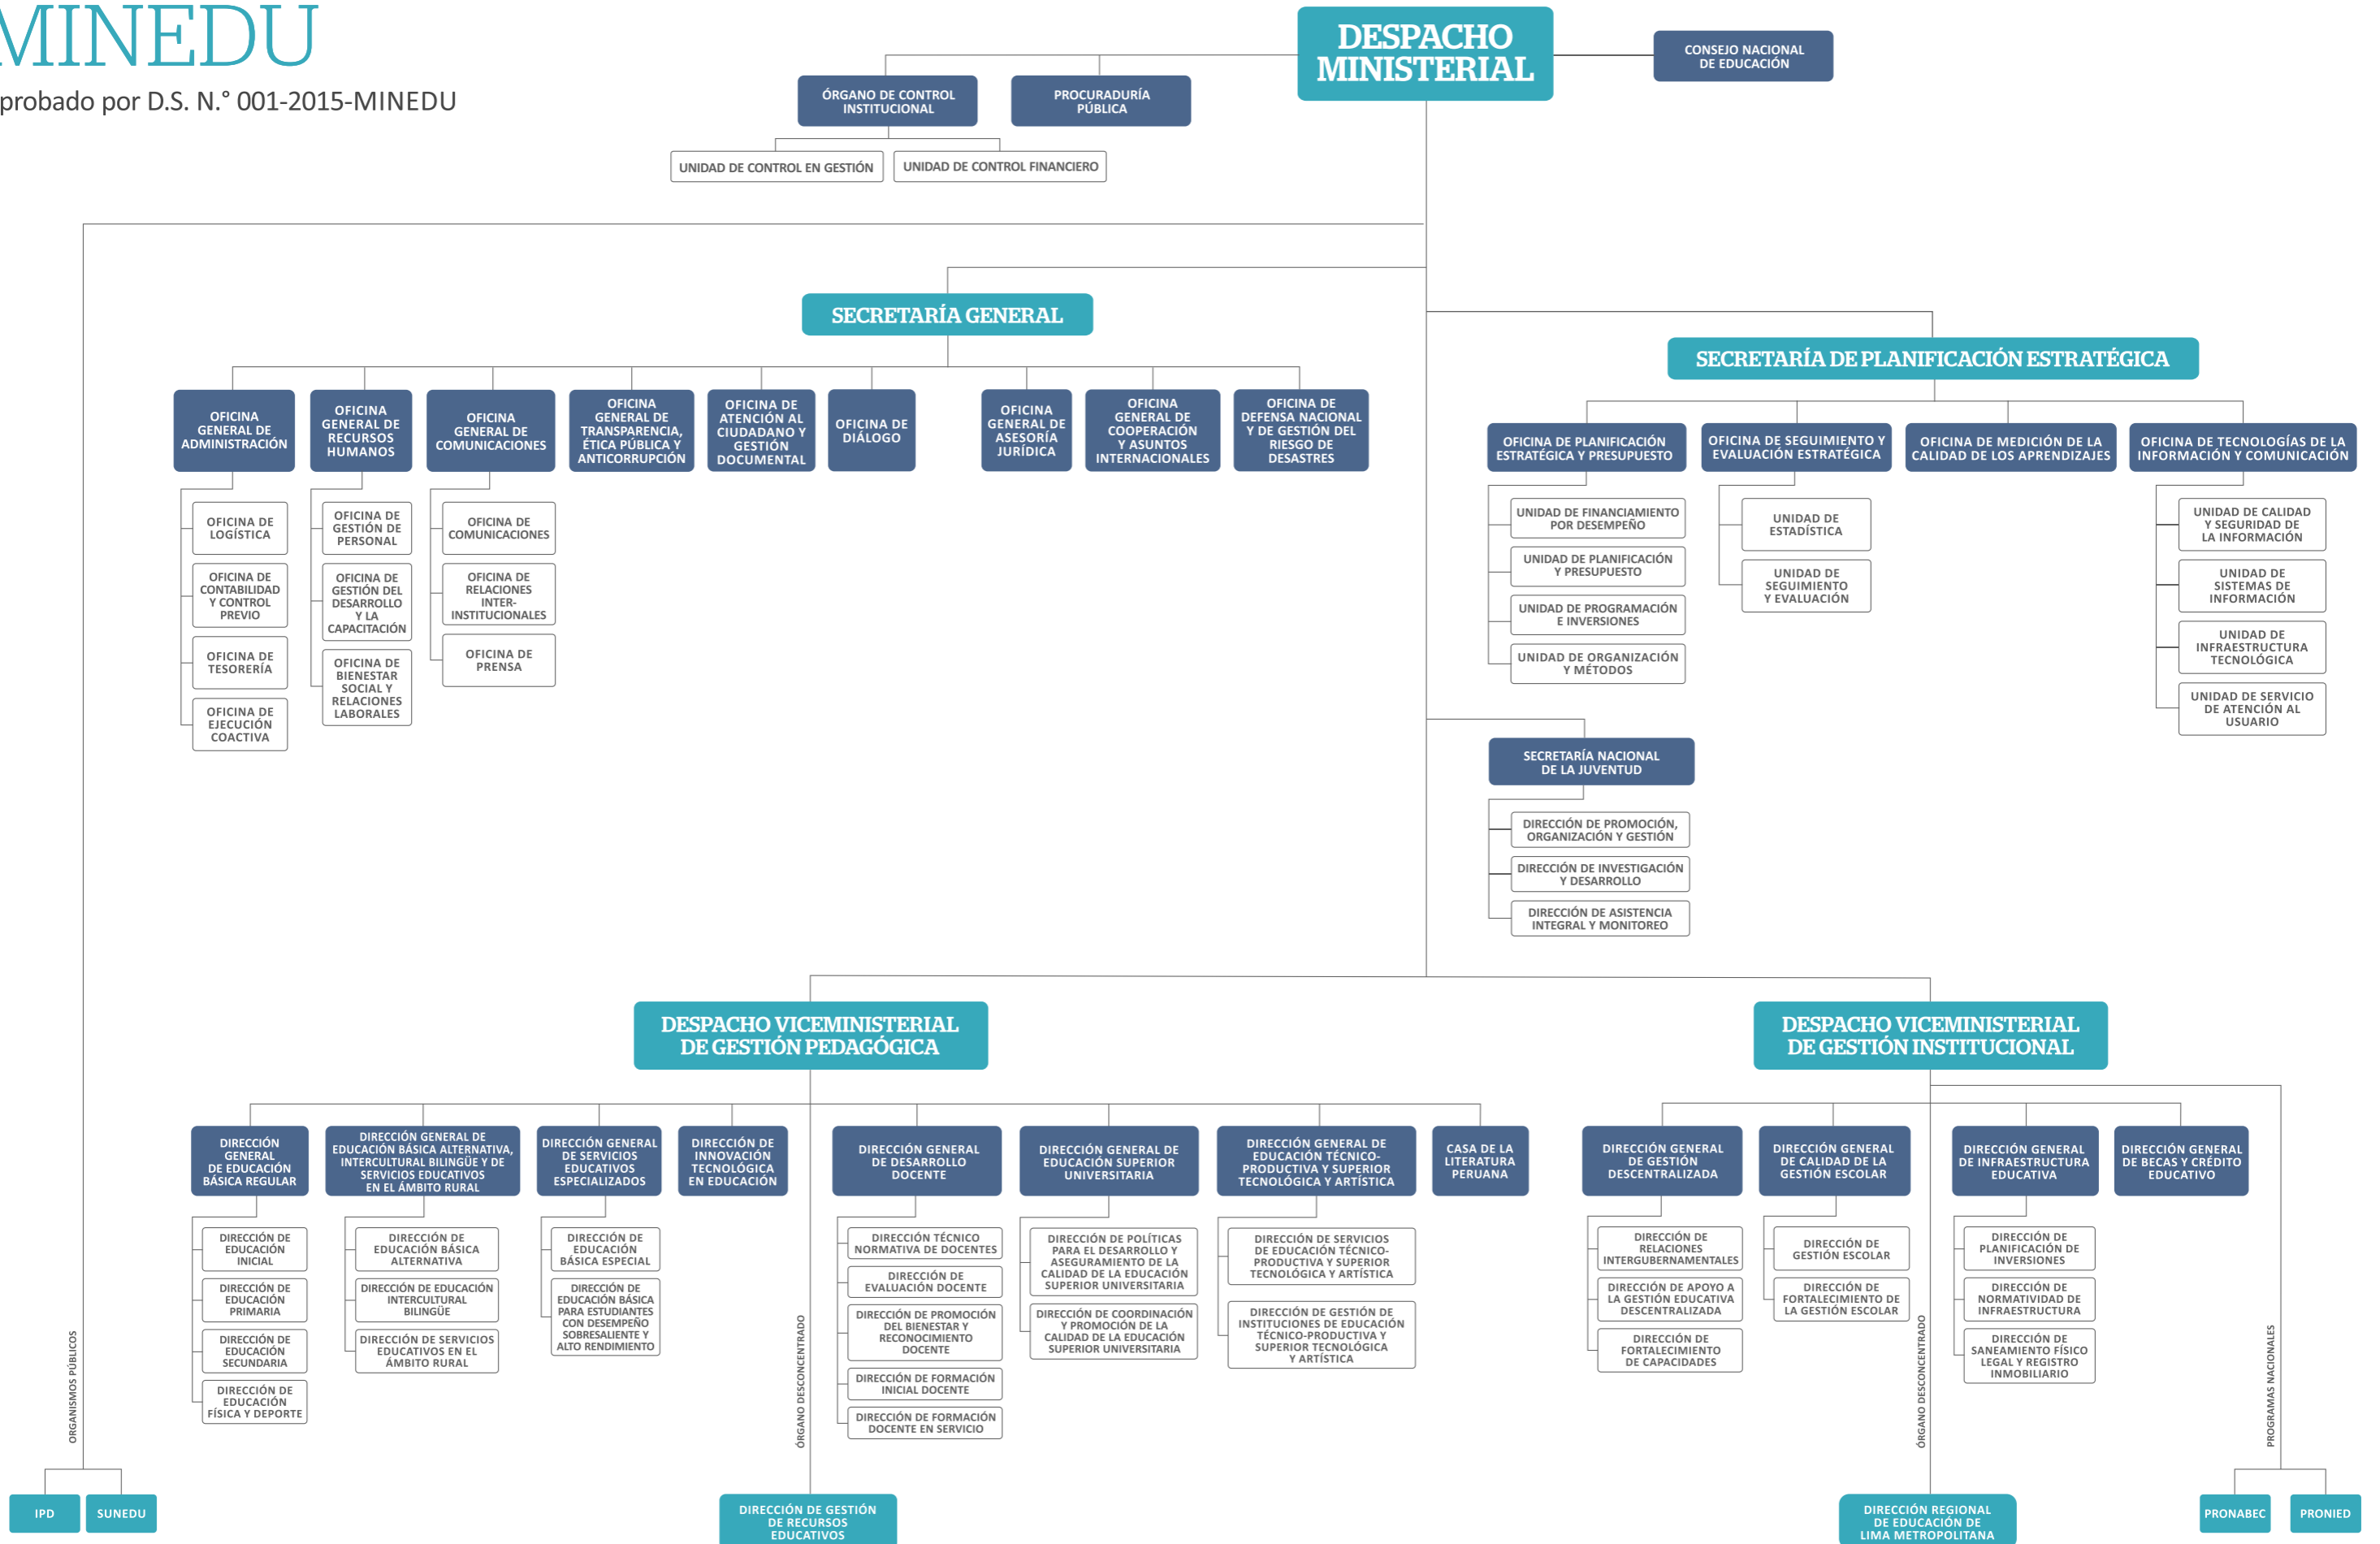 MINEDU
probado por D.S. N.° 001-2015-MINEDU
DESPACHO
MINISTERIAL
CONSEJO NACIONAL
DE EDUCACIÓN
ÓRGANO DE CONTROL
INSTITUCIONAL
PROCURADURÍA
PÚBLICA
UNIDAD DE CONTROL EN GESTIÓN
UNIDAD DE CONTROL FINANCIERO
SECRETARÍA GENERAL
OFICINA
GENERAL DE
ADMINISTRACIÓN
OFICINA
GENERAL DE
RECURSOS
HUMANOS
OFICINA
GENERAL DE
COMUNICACIONES
OFICINA
GENERAL DE
TRANSPARENCIA,
ÉTICA PÚBLICA Y
ANTICORRUPCIÓN
OFICINA DE
ATENCIÓN AL
CIUDADANO Y
GESTIÓN
DOCUMENTAL
OFICINA DE
DIÁLOGO
OFICINA
GENERAL DE
ASESORÍA
JURÍDICA
OFICINA
GENERAL DE
COOPERACIÓN
Y ASUNTOS
INTERNACIONALES
OFICINA DE
DEFENSA NACIONAL
Y DE GESTIÓN DEL
RIESGO DE
DESASTRES
OFICINA DE
LOGÍSTICA
OFICINA DE
CONTABILIDAD
Y CONTROL
PREVIO
OFICINA DE
TESORERÍA
OFICINA DE
EJECUCIÓN
COACTIVA
OFICINA DE
GESTIÓN DE
PERSONAL
OFICINA DE
GESTIÓN DEL
DESARROLLO
Y LA
CAPACITACIÓN
OFICINA DE
BIENESTAR
SOCIAL Y
RELACIONES
LABORALES
OFICINA DE
COMUNICACIONES
OFICINA DE
RELACIONES
INTER-
INSTITUCIONALES
OFICINA DE
PRENSA
SECRETARÍA DE PLANIFICACIÓN ESTRATÉGICA
OFICINA DE PLANIFICACIÓN
ESTRATÉGICA Y PRESUPUESTO
OFICINA DE SEGUIMIENTO Y
EVALUACIÓN ESTRATÉGICA
OFICINA DE MEDICIÓN DE LA
CALIDAD DE LOS APRENDIZAJES
OFICINA DE TECNOLOGÍAS DE LA
INFORMACIÓN Y COMUNICACIÓN
UNIDAD DE FINANCIAMIENTO
POR DESEMPEÑO
UNIDAD DE PLANIFICACIÓN
Y PRESUPUESTO
UNIDAD DE PROGRAMACIÓN
E INVERSIONES
UNIDAD DE ORGANIZACIÓN
Y MÉTODOS
UNIDAD DE
ESTADÍSTICA
UNIDAD DE
SEGUIMIENTO
Y EVALUACIÓN
UNIDAD DE CALIDAD
Y SEGURIDAD DE
LA INFORMACIÓN
UNIDAD DE
SISTEMAS DE
INFORMACIÓN
UNIDAD DE
INFRAESTRUCTURA
TECNOLÓGICA
UNIDAD DE SERVICIO
DE ATENCIÓN AL
USUARIO
SECRETARÍA NACIONAL
DE LA JUVENTUD
DIRECCIÓN DE PROMOCIÓN,
ORGANIZACIÓN Y GESTIÓN
DIRECCIÓN DE INVESTIGACIÓN
Y DESARROLLO
DIRECCIÓN DE ASISTENCIA
INTEGRAL Y MONITOREO
DESPACHO VICEMINISTERIAL
DE GESTIÓN PEDAGÓGICA
DIRECCIÓN
GENERAL
DE EDUCACIÓN
BÁSICA REGULAR
DIRECCIÓN GENERAL DE
EDUCACIÓN BÁSICA ALTERNATIVA,
INTERCULTURAL BILINGÜE Y DE
SERVICIOS EDUCATIVOS
EN EL ÁMBITO RURAL
DIRECCIÓN GENERAL
DE SERVICIOS
EDUCATIVOS
ESPECIALIZADOS
DIRECCIÓN DE
INNOVACIÓN
TECNOLÓGICA
EN EDUCACIÓN
DIRECCIÓN GENERAL
DE DESARROLLO
DOCENTE
DIRECCIÓN GENERAL DE
EDUCACIÓN SUPERIOR
UNIVERSITARIA
DIRECCIÓN GENERAL DE
EDUCACIÓN TÉCNICO-
PRODUCTIVA Y SUPERIOR
TECNOLÓGICA Y ARTÍSTICA
CASA DE LA
LITERATURA
PERUANA
DIRECCIÓN DE
EDUCACIÓN
INICIAL
DIRECCIÓN DE
EDUCACIÓN
PRIMARIA
DIRECCIÓN DE
EDUCACIÓN
SECUNDARIA
DIRECCIÓN DE
EDUCACIÓN
FÍSICA Y DEPORTE
DIRECCIÓN DE
EDUCACIÓN BÁSICA
ALTERNATIVA
DIRECCIÓN DE EDUCACIÓN
INTERCULTURAL
BILINGÜE
DIRECCIÓN DE SERVICIOS
EDUCATIVOS EN EL
ÁMBITO RURAL
DIRECCIÓN DE
EDUCACIÓN
BÁSICA ESPECIAL
DIRECCIÓN DE
EDUCACIÓN BÁSICA
PARA ESTUDIANTES
CON DESEMPEÑO
SOBRESALIENTE Y
ALTO RENDIMIENTO
DIRECCIÓN TÉCNICO
NORMATIVA DE DOCENTES
DIRECCIÓN DE
EVALUACIÓN DOCENTE
DIRECCIÓN DE PROMOCIÓN
DEL BIENESTAR Y
RECONOCIMIENTO
DOCENTE
DIRECCIÓN DE FORMACIÓN
INICIAL DOCENTE
DIRECCIÓN DE FORMACIÓN
DOCENTE EN SERVICIO
DIRECCIÓN DE POLÍTICAS
PARA EL DESARROLLO Y
ASEGURAMIENTO DE LA
CALIDAD DE LA EDUCACIÓN
SUPERIOR UNIVERSITARIA
DIRECCIÓN DE COORDINACIÓN
Y PROMOCIÓN DE LA
CALIDAD DE LA EDUCACIÓN
SUPERIOR UNIVERSITARIA
DIRECCIÓN DE SERVICIOS
DE EDUCACIÓN TÉCNICO-
PRODUCTIVA Y SUPERIOR
TECNOLÓGICA Y ARTÍSTICA
DIRECCIÓN DE GESTIÓN DE
INSTITUCIONES DE EDUCACIÓN
TÉCNICO-PRODUCTIVA Y
SUPERIOR TECNOLÓGICA
Y ARTÍSTICA
DESPACHO VICEMINISTERIAL
DE GESTIÓN INSTITUCIONAL
DIRECCIÓN GENERAL
DE GESTIÓN
DESCENTRALIZADA
DIRECCIÓN GENERAL
DE CALIDAD DE LA
GESTIÓN ESCOLAR
DIRECCIÓN GENERAL
DE INFRAESTRUCTURA
EDUCATIVA
DIRECCIÓN GENERAL
DE BECAS Y CRÉDITO
EDUCATIVO
DIRECCIÓN DE
RELACIONES
INTERGUBERNAMENTALES
DIRECCIÓN DE APOYO A
LA GESTIÓN EDUCATIVA
DESCENTRALIZADA
DIRECCIÓN DE
FORTALECIMIENTO
DE CAPACIDADES
DIRECCIÓN DE
GESTIÓN ESCOLAR
DIRECCIÓN DE
FORTALECIMIENTO DE
LA GESTIÓN ESCOLAR
DIRECCIÓN DE
PLANIFICACIÓN DE
INVERSIONES
DIRECCIÓN DE
NORMATIVIDAD DE
INFRAESTRUCTURA
DIRECCIÓN DE
SANEAMIENTO FÍSICO
LEGAL Y REGISTRO
INMOBILIARIO
ORGANISMOS PÚBLICOS
ÓRGANO DESCONCENTRADO
ÓRGANO DESCONCENTRADO
PROGRAMAS NACIONALES
IPD
SUNEDU
DIRECCIÓN DE GESTIÓN
DE RECURSOS
EDUCATIVOS
DIRECCIÓN REGIONAL
DE EDUCACIÓN DE
LIMA METROPOLITANA
PRONABEC
PRONIED